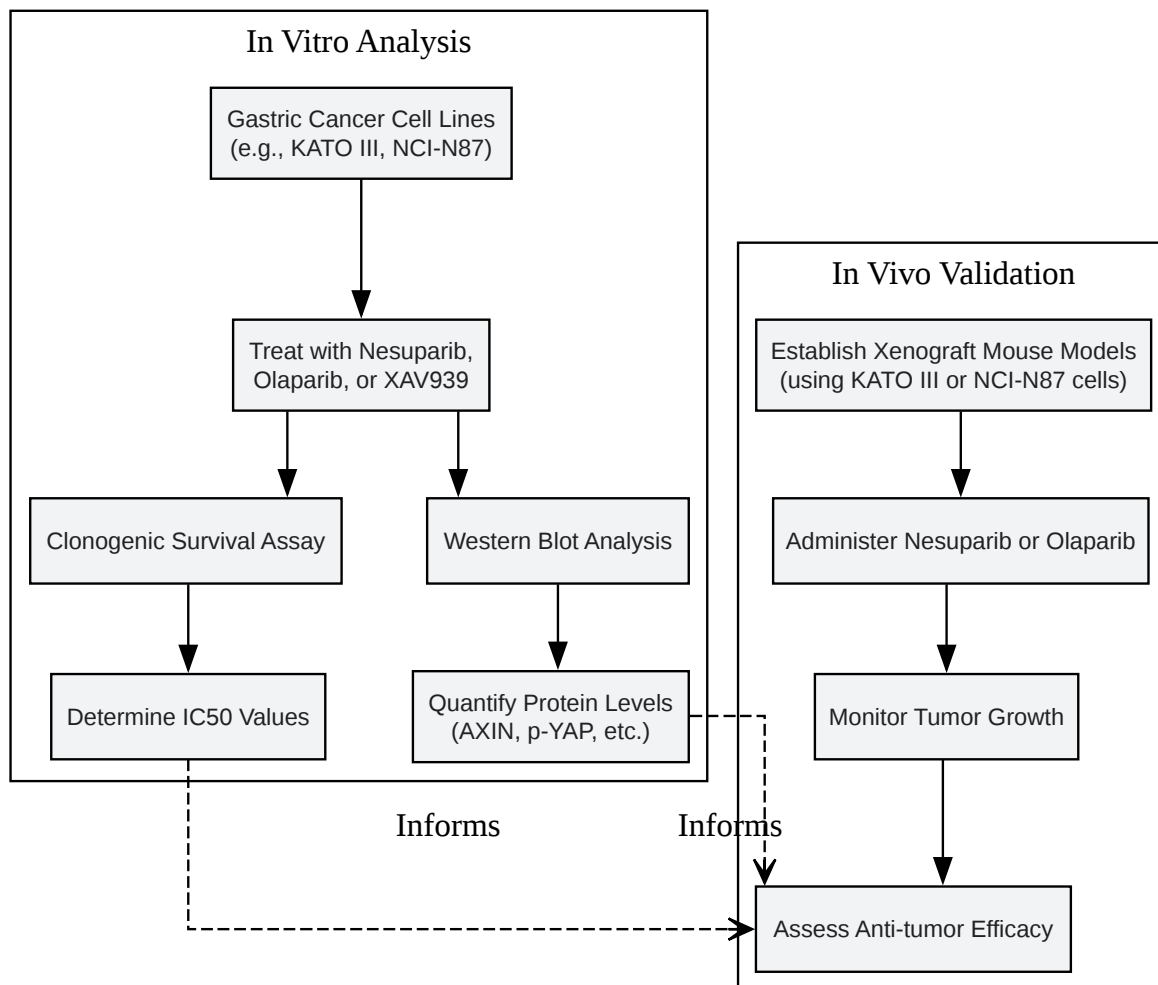 In Vitro Analysis
Gastric Cancer Cell Lines
(e.g., KATO III, NCI-N87)
Treat with Nesuparib,
Olaparib, or XAV939
Clonogenic Survival Assay
Western Blot Analysis
Determine IC50 Values
Quantify Protein Levels
(AXIN, p-YAP, etc.)
Informs
Informs
In Vivo Validation
Establish Xenograft Mouse Models
(using KATO III or NCI-N87 cells)
Administer Nesuparib or Olaparib
Monitor Tumor Growth
Assess Anti-tumor Efficacy